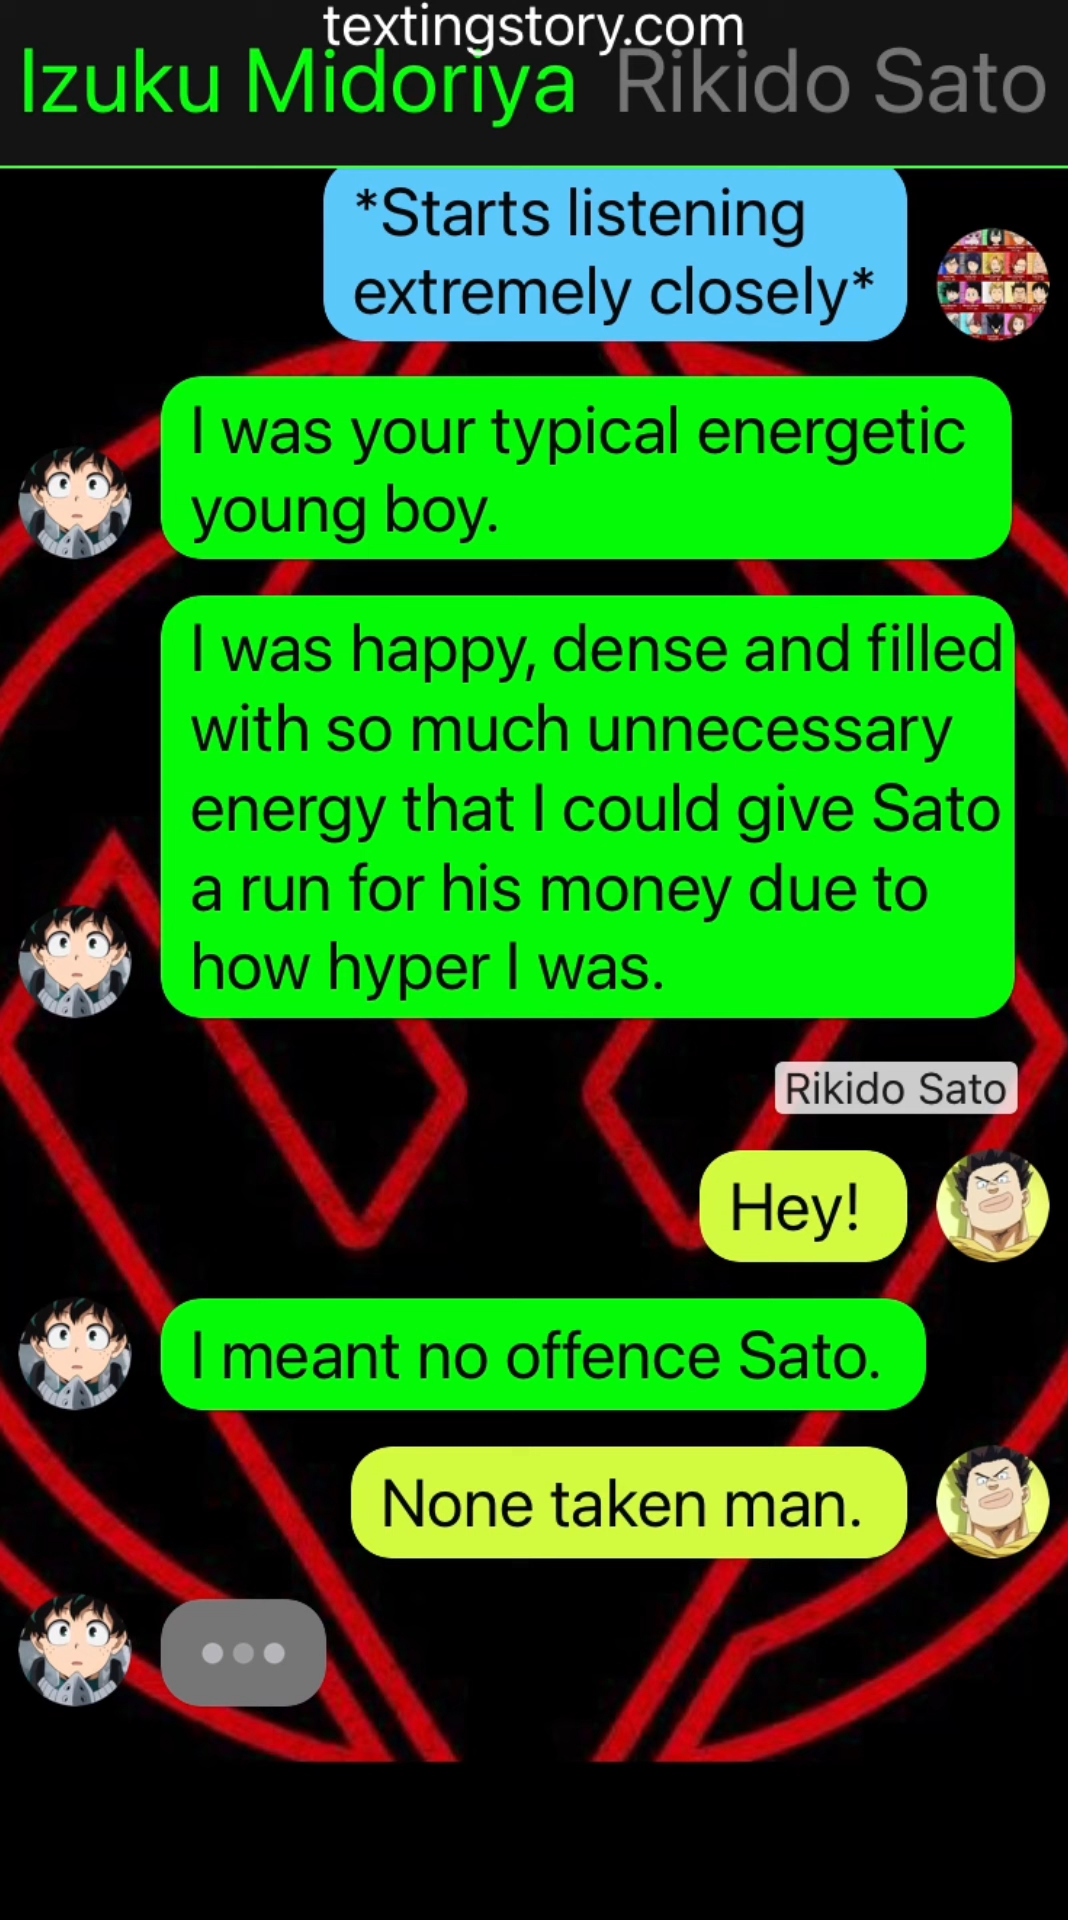 textingstory.com
Izuku Midoriya Rikido Sato
*Starts listening
extremely closely*
I was your typical energetic
young boy.
I was happy, dense and filled
with so much unnecessary
energy that I could give Sato
a run for his money due to
how hyper I was.
Rikido Sato
Hey!
I meant no offence Sato.
None taken man.